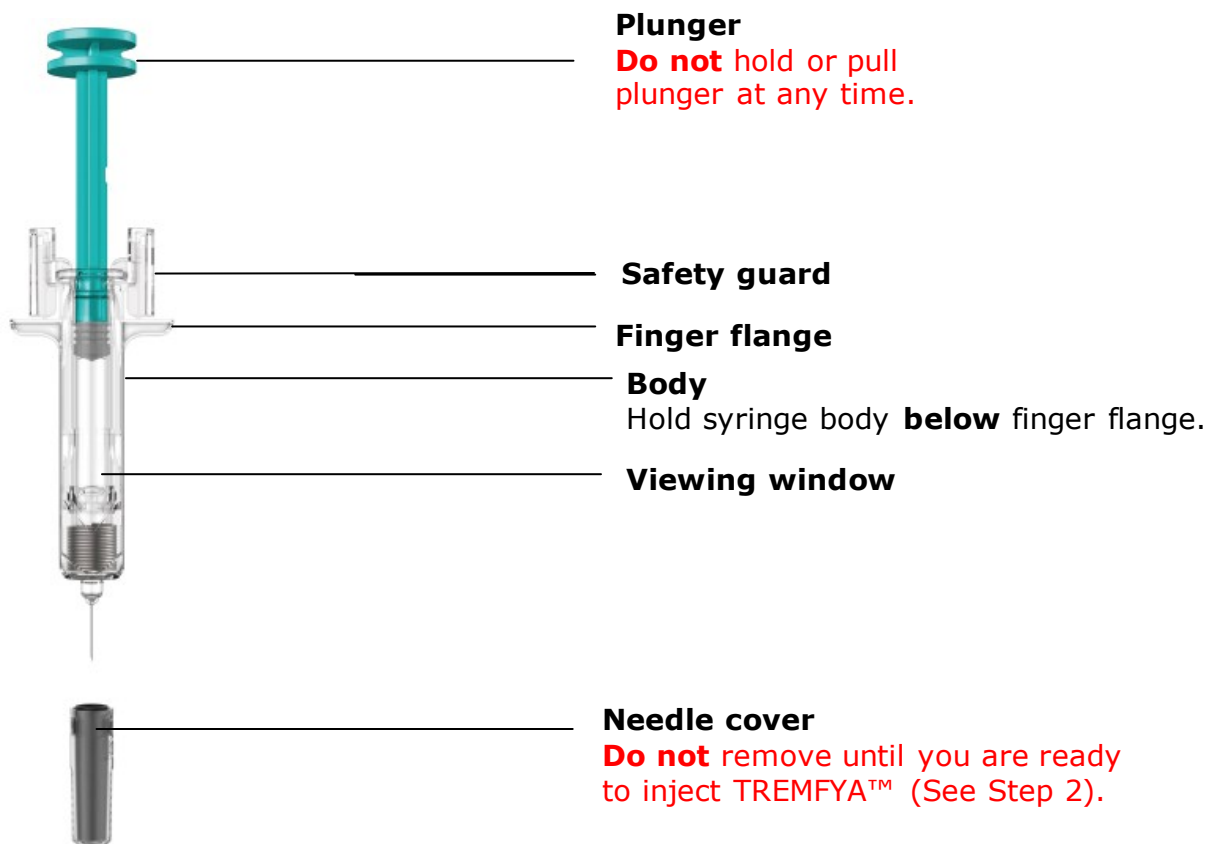 Plunger
Do not hold or pull
plunger at any time.
Safety guard
Finger flange
Body
Hold syringe body below finger flange.
Viewing window
Needle cover
Do not remove until you are ready
to inject TREMFYA™ (See Step 2).